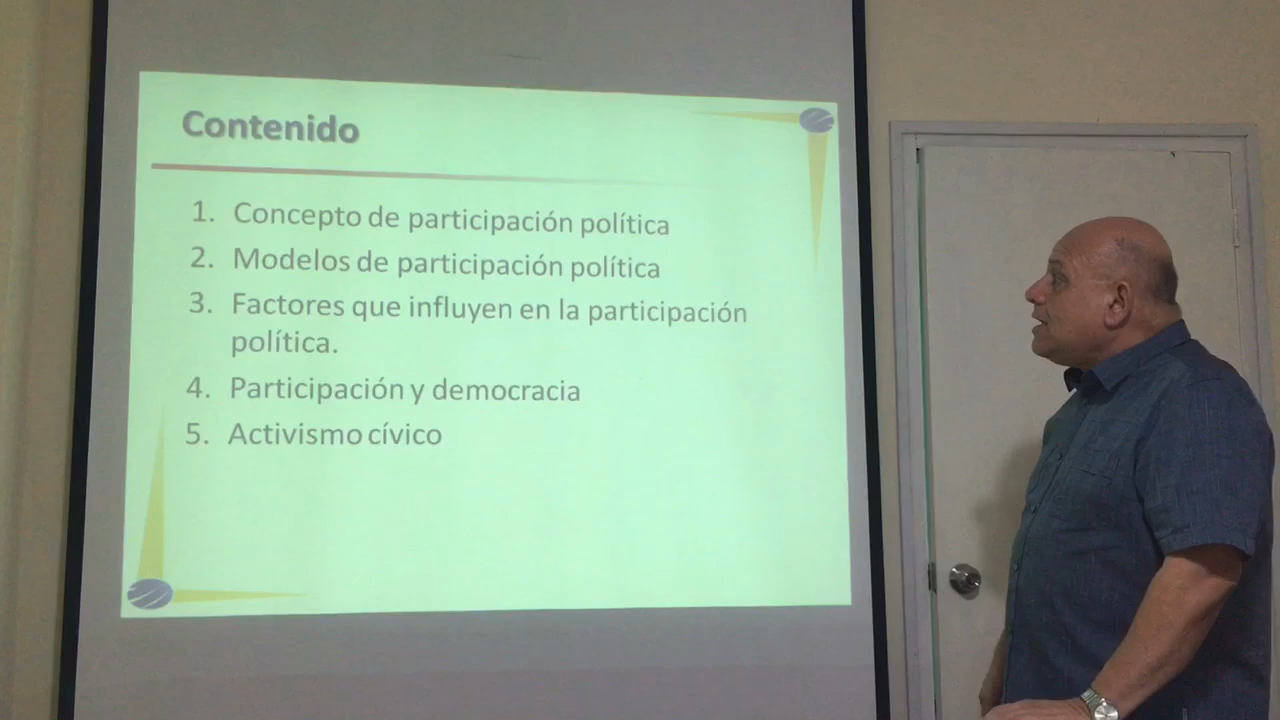 Contenido
1. Concepto de participación política
2. Modelos de participación política
3. Factores que influyen en la participación
política.
4. Participación y democracia
5. Activismo cívico